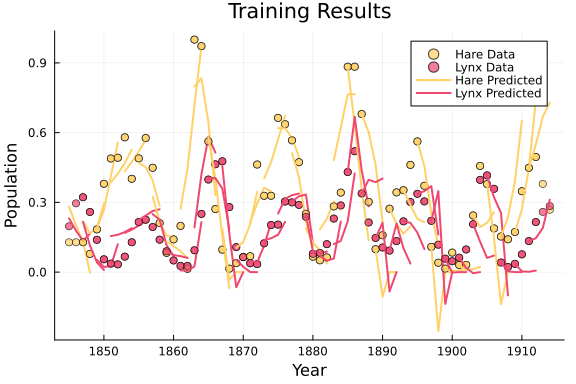 Training Results
Hare Data
Lynx Data
Hare Predicted
Lynx Predicted
0.9
0.6
0.3
0.0
Population
1850 1860 1870 1880 1890 1900 1910
Year